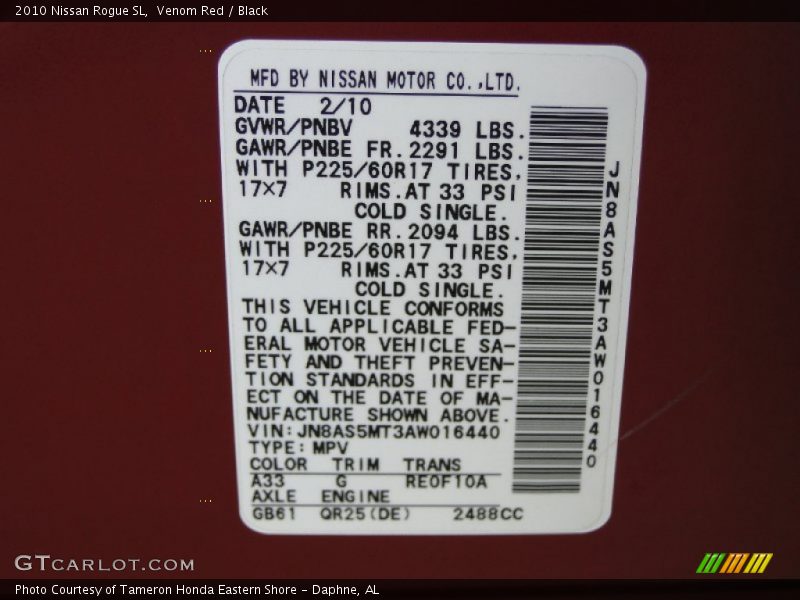 2010 Nissan Rogue SL,  Venom Red / Black
MFD BY NISSAN MOTOR CO.,LTD.
DATE 2/10
GVWR/PNBV 4339 LBS.
GAWR/PNBE FR. 2291 LBS.
WITH P225/60R17 TIRES,
17×7 RIMS.AT 33 PSI
COLD SINGLE.
GAWR/PNBE RR. 2094 LBS.
WITH P225/60R17 TIRES,
17×7 RIMS.AT 33 PSI
COLD SINGLE.
THIS VEHICLE CONFORMS
TO ALL APPLICABLE FED-
ERAL MOTOR VEHICLE SA-
FETY AND THEFT PREVEN-
TION STANDARDS IN EFF-
ECT ON THE DATE OF MA-
NUFACTURE SHOWN ABOVE.
VIN: JN8AS5MT3AW016440
TYPE: MPV
COLOR TRIM TRANS
A33 G RE0F10A
AXLE ENGINE
GB61 QR25(DE) 2488CC
JN8AS5MT3AW016440
GTCARLOT.COM
Photo Courtesy of Tameron Honda Eastern Shore - Daphne, AL